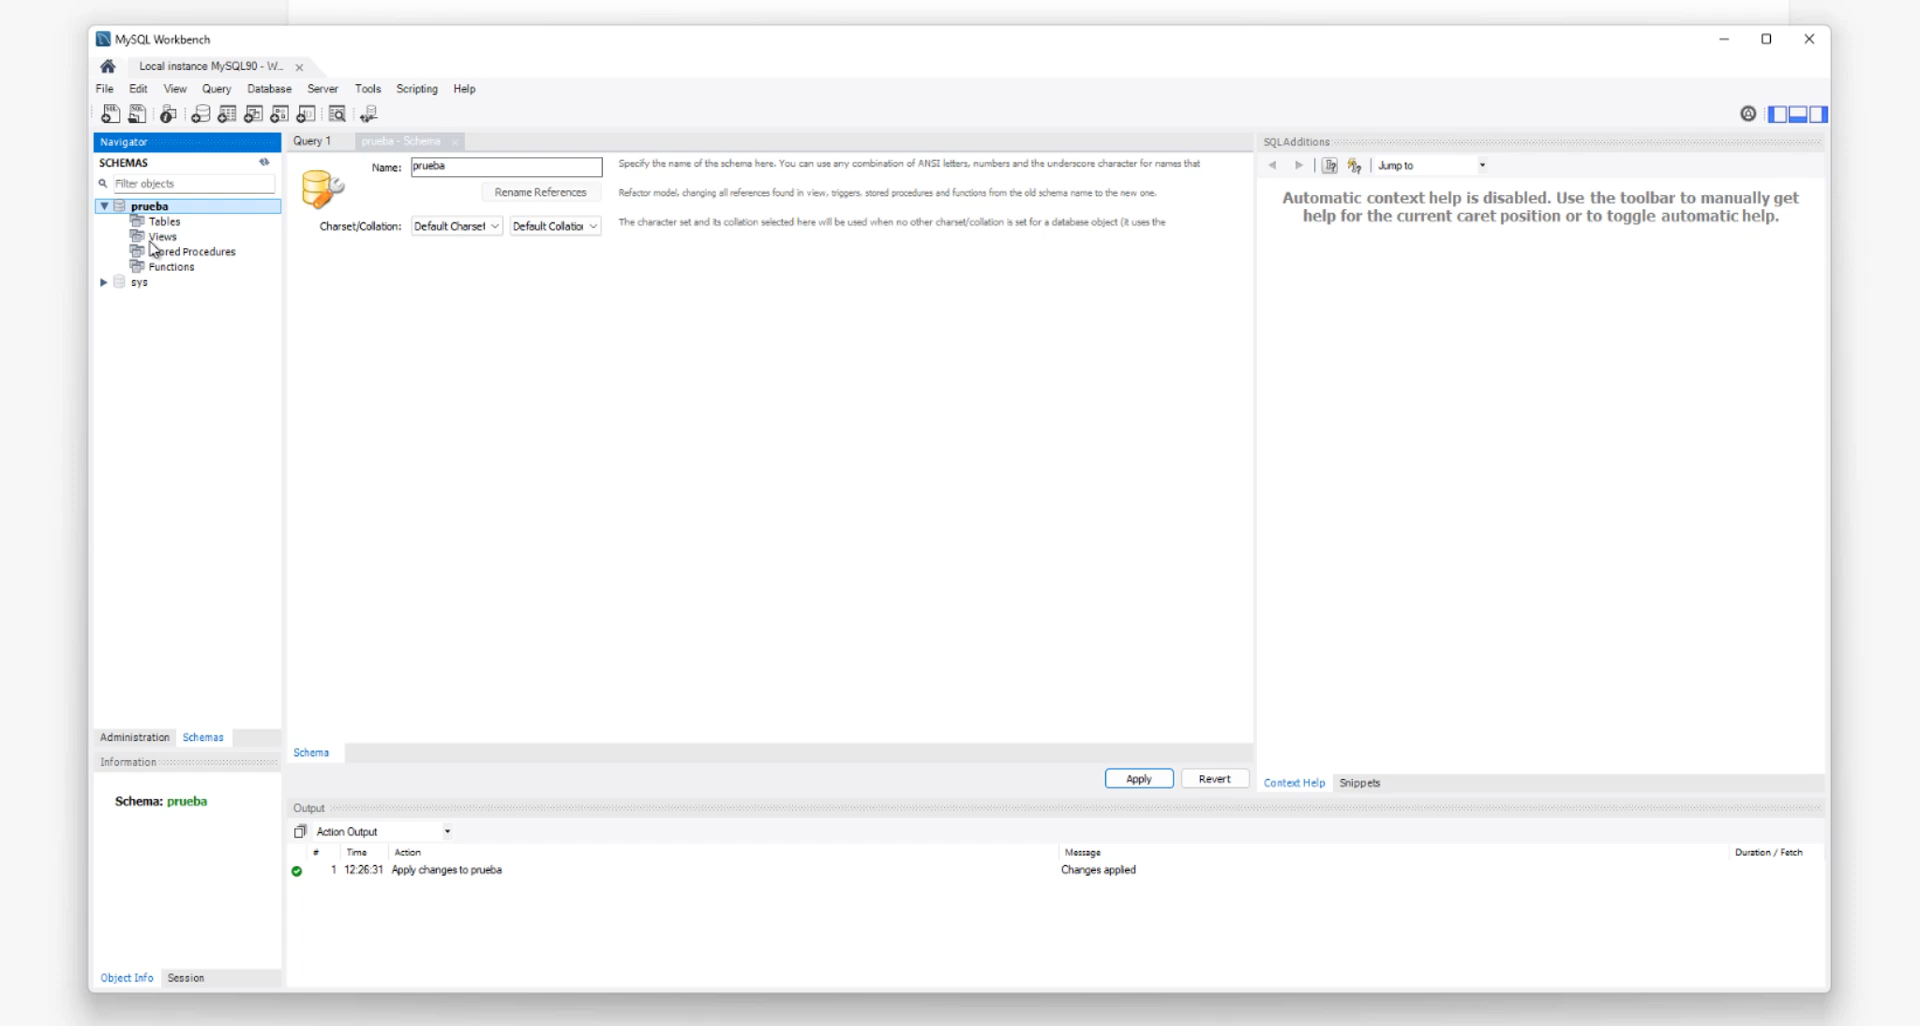 MySQL Workbench
Local instance MySQL90 - W...
File Edit View Query Database Server Tools Scripting Help
Navigator
SCHEMAS
Filter objects
prueba
Tables
Views
Stored Procedures
Functions
sys
Administration Schemas
Information
Schema: prueba
Object Info Session
Query 1 prueba - Schema
Name: prueba
Specify the name of the schema here. You can use any combination of ANSI letters, numbers and the underscore character for names that
Rename References
Refactor model, changing all references found in view, triggers, stored procedures and functions from the old schema name to the new one.
Charset/Collation: Default Charset Default Collation
The character set and its collation selected here will be used when no other charset/collation is set for a database object (it uses the
Schema
Apply Revert
SQLAdditions
Jump to
Automatic context help is disabled. Use the toolbar to manually get
help for the current caret position or to toggle automatic help.
Context Help Snippets
Output
Action Output
# Time Action Message Duration / Fetch
1 12:26:31 Apply changes to prueba Changes applied